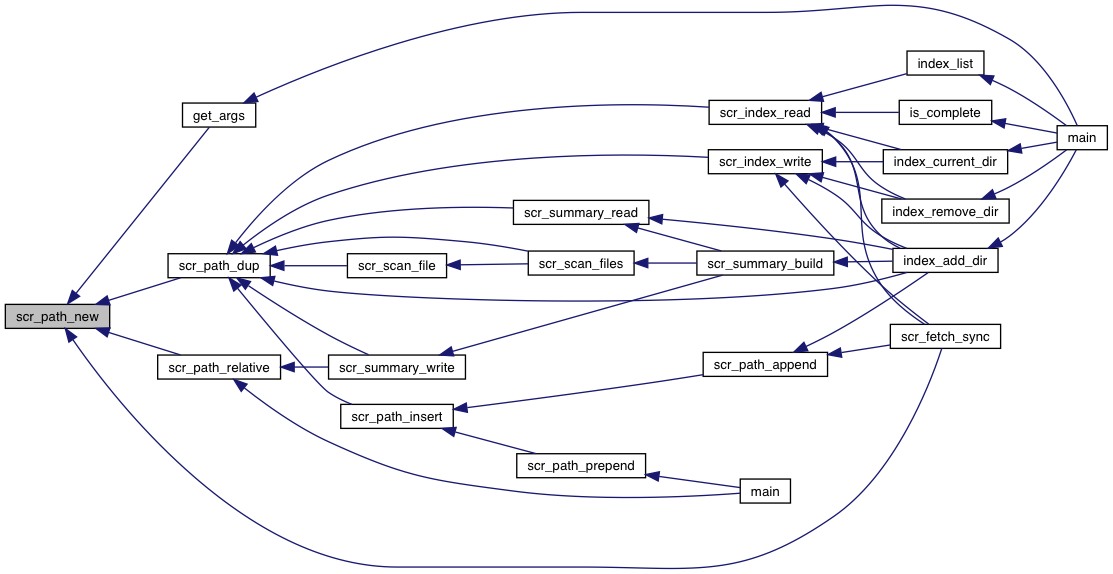 index_list
get_args
scr_index_read
is_complete
main
scr_index_write
index_current_dir
scr_summary_read
index_remove_dir
scr_path_dup
scr_scan_file
scr_scan_files
scr_summary_build
index_add_dir
scr_path_new
scr_fetch_sync
scr_path_relative
scr_summary_write
scr_path_append
scr_path_insert
scr_path_prepend
main